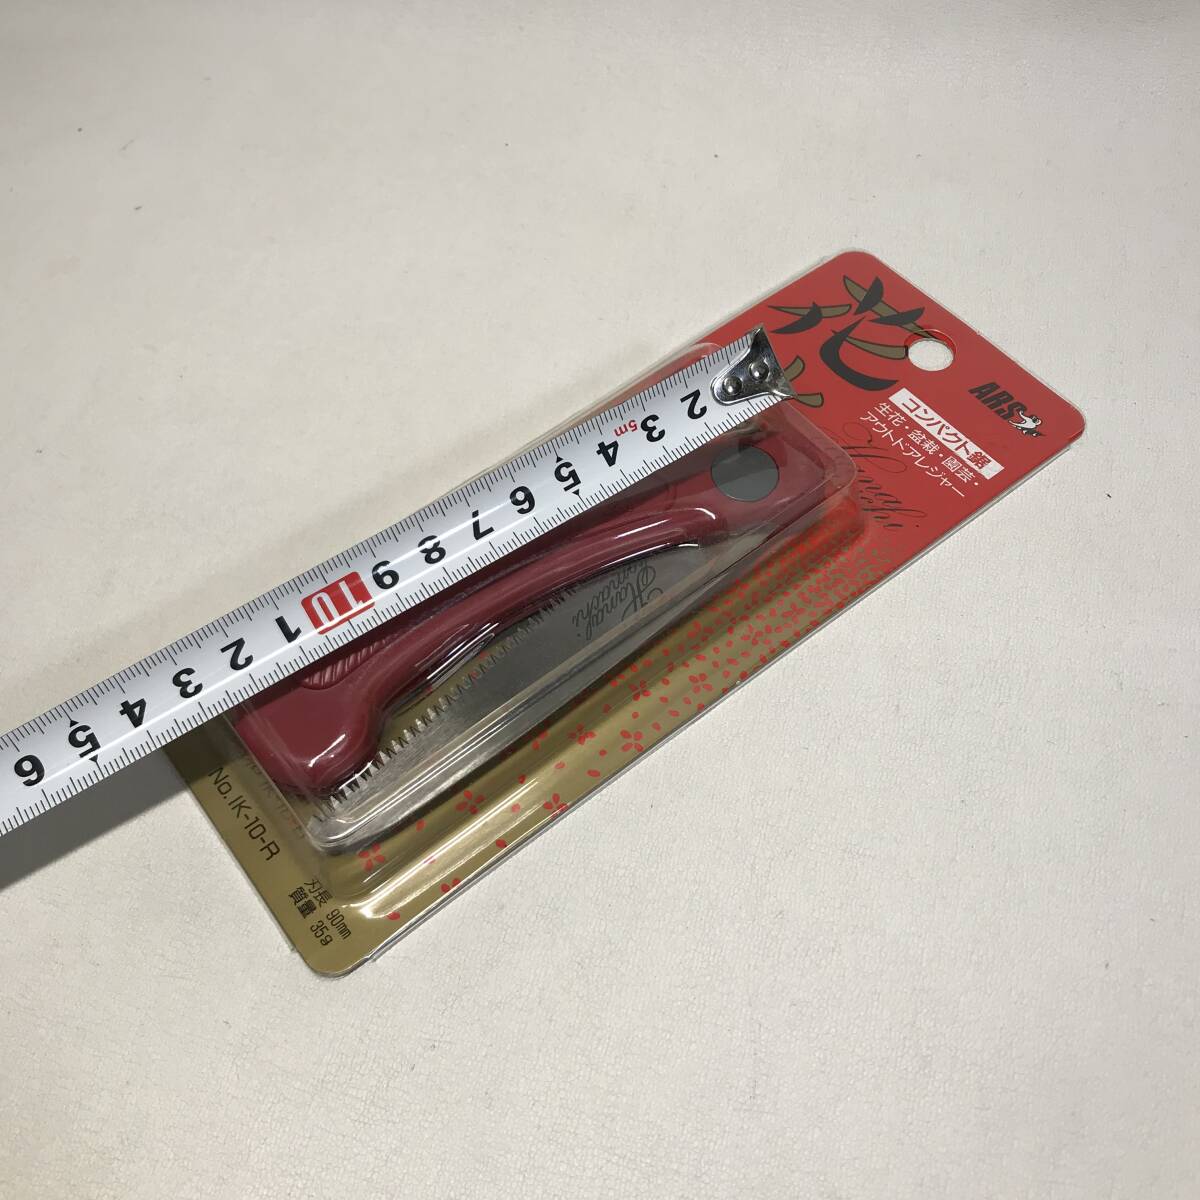 ARS
花
コンパクト鋸
生花・盆栽・園芸・
アウトドアレジャー
Hanamachi
Hanamachi
2 3 4 5 6 7 8 9 10 1 2 3 4 5 6
5m
No. IK-10-R
刃長 90mm
質量 35g